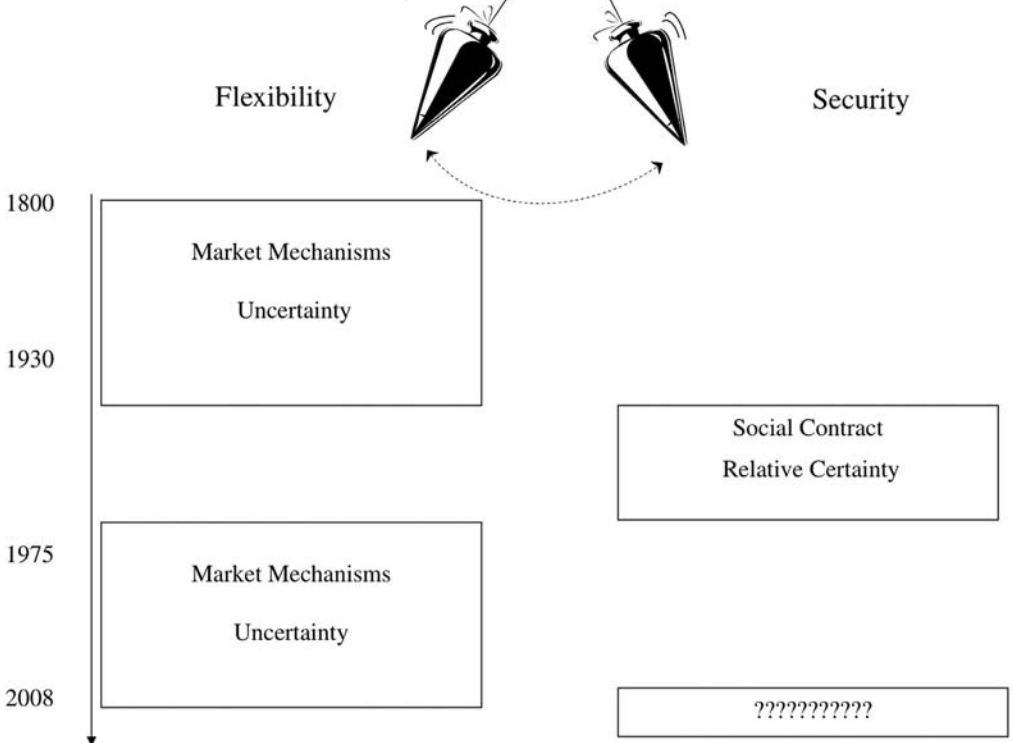 Flexibility
Security
1800
Market Mechanisms
Uncertainty
1930
Social Contract
Relative Certainty
1975
Market Mechanisms
Uncertainty
2008
???????????